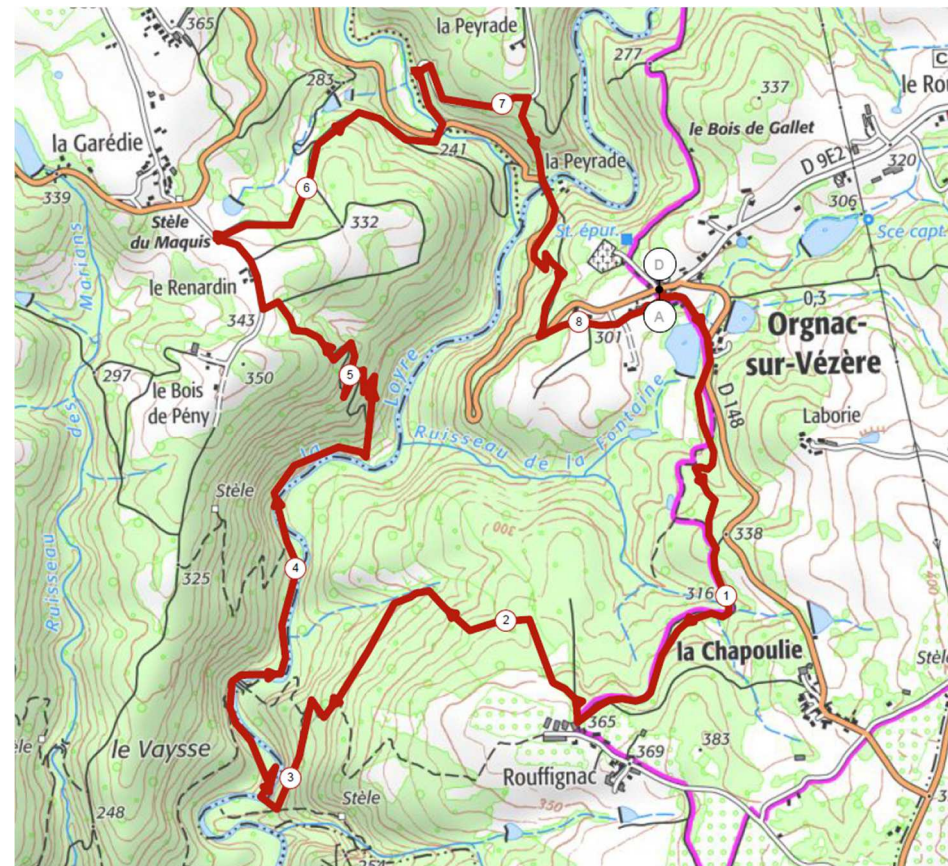 365
la Peyrade
277
C
283
337
le Rou
la Garédie
7
le Bois de Gallet
241
D 9E2
320
339
la Peyrade
6
306
Stèle
du Maquis
332
St. épur.
Sce capt.
D
le Renardin
A
0,3
343
8
301
Orgnac-
sur-Vézère
297
350
5
le Bois
de Pény
La Loyre
D 148
Laborie
Ruisseau de la Fontaine
Ruisseau des Marians
Stèle
300
338
325
4
316
1
400
2
la Chapoulie
Stèle
365
le Vaysse
369
383
3
Rouffignac
350
248
Stèle
254